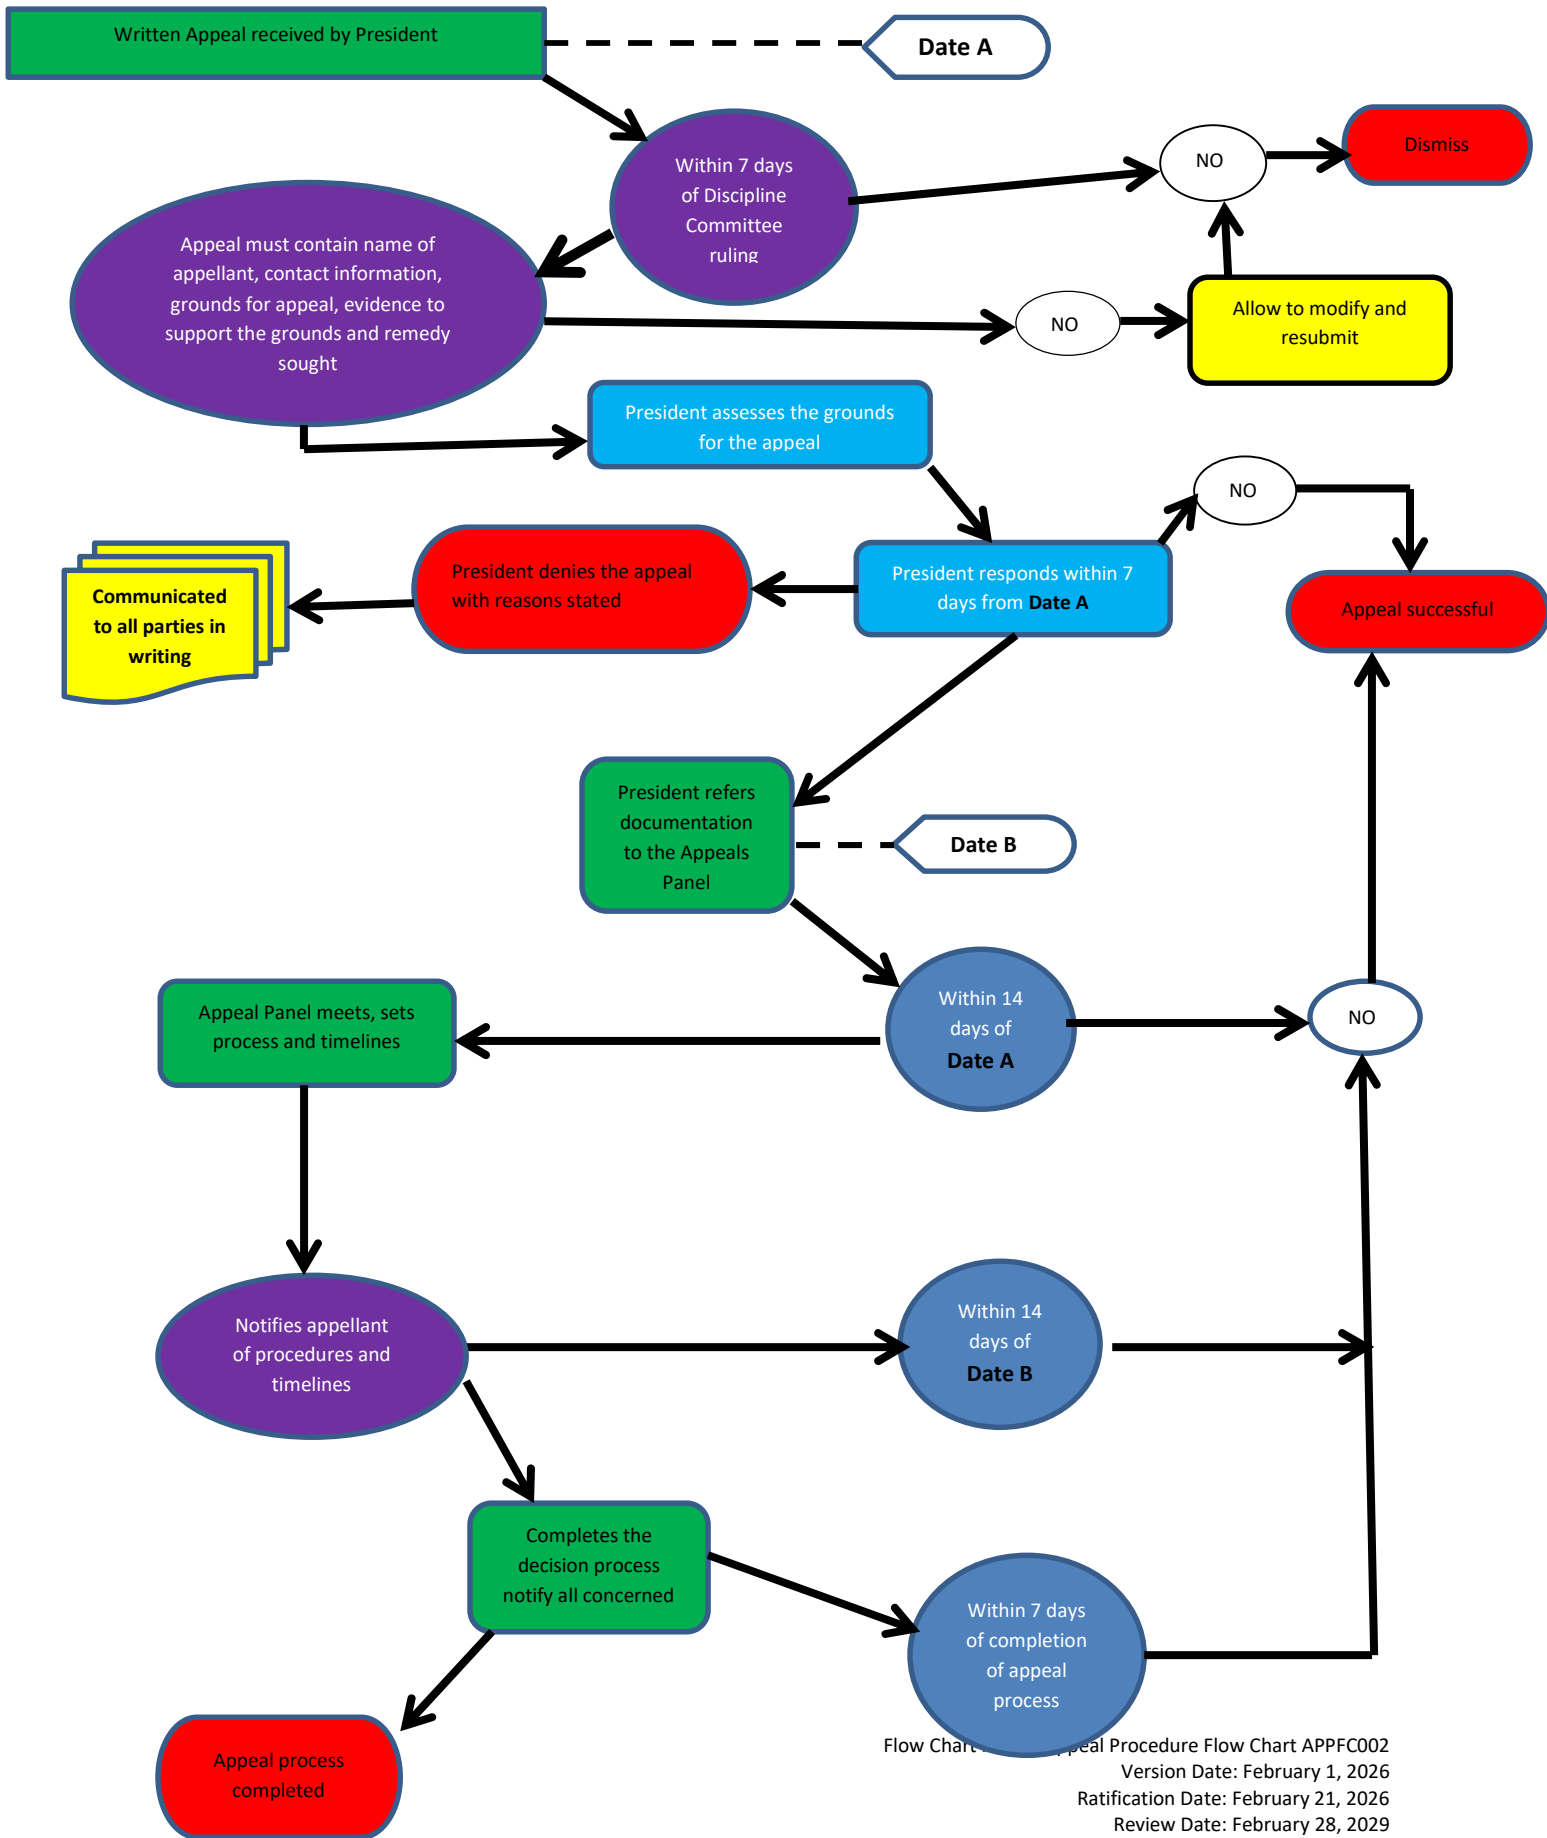 Written Appeal received by President
Date A
Within 7 days
of Discipline
Committee
ruling
NO
Dismiss
Appeal must contain name of
appellant, contact information,
grounds for appeal, evidence to
support the grounds and remedy
sought
NO
Allow to modify and
resubmit
President assesses the grounds
for the appeal
NO
President responds within 7
days from Date A
President denies the appeal
with reasons stated
Communicated
to all parties in
writing
Appeal successful
President refers
documentation
to the Appeals
Panel
Date B
Within 14
days of
Date A
NO
Appeal Panel meets, sets
process and timelines
Notifies appellant
of procedures and
timelines
Within 14
days of
Date B
Completes the
decision process
notify all concerned
Within 7 days
of completion
of appeal
process
Appeal process
completed
Flow Chart Procedure Flow Chart APPFC002
Version Date: February 1, 2026
Ratification Date: February 21, 2026
Review Date: February 28, 2029